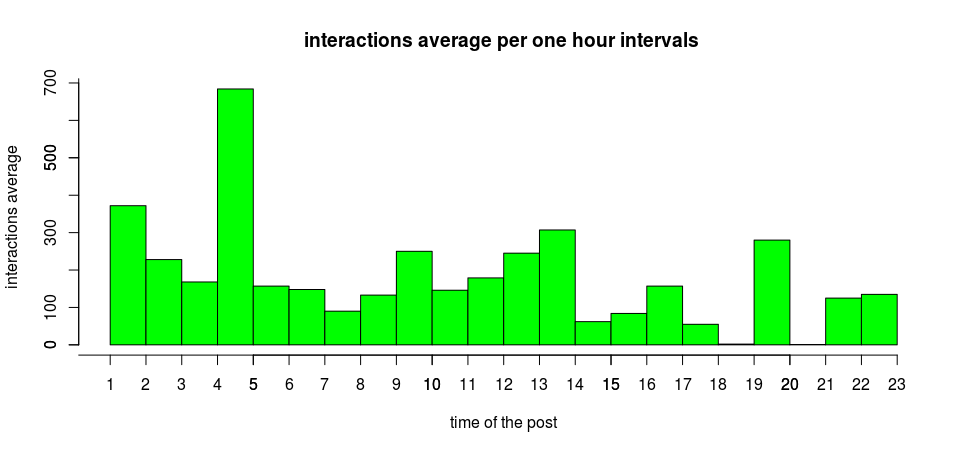 interactions average per one hour intervals
interactions average
700
500
300
100
0
1 2 3 4 5 6 7 8 9 10 11 12 13 14 15 16 17 18 19 20 21 22 23
time of the post